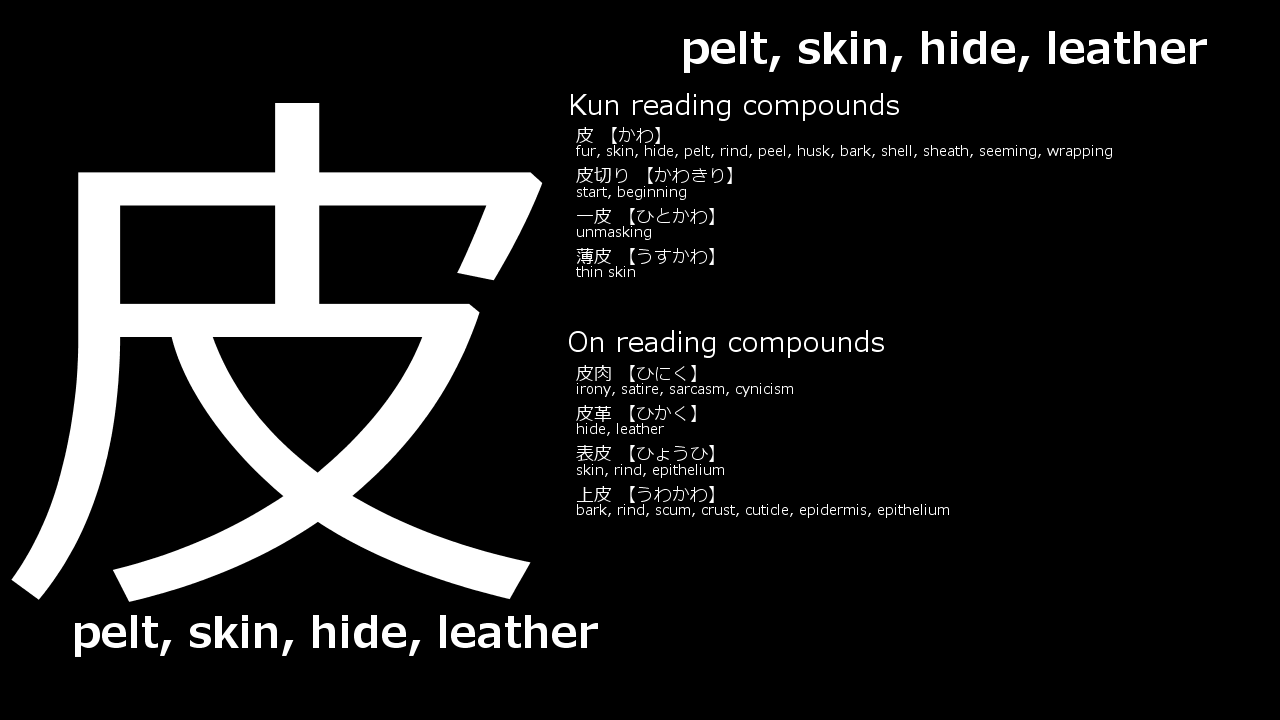 pelt, skin, hide, leather
皮
Kun reading compounds
皮 【かわ】
fur, skin, hide, pelt, rind, peel, husk, bark, shell, sheath, seeming, wrapping
皮切り 【かわきり】
start, beginning
一皮 【ひとかわ】
unmasking
薄皮 【うすかわ】
thin skin
On reading compounds
皮肉 【ひにく】
irony, satire, sarcasm, cynicism
皮革 【ひかく】
hide, leather
表皮 【ひょうひ】
skin, rind, epithelium
上皮 【うわかわ】
bark, rind, scum, crust, cuticle, epidermis, epithelium
pelt, skin, hide, leather